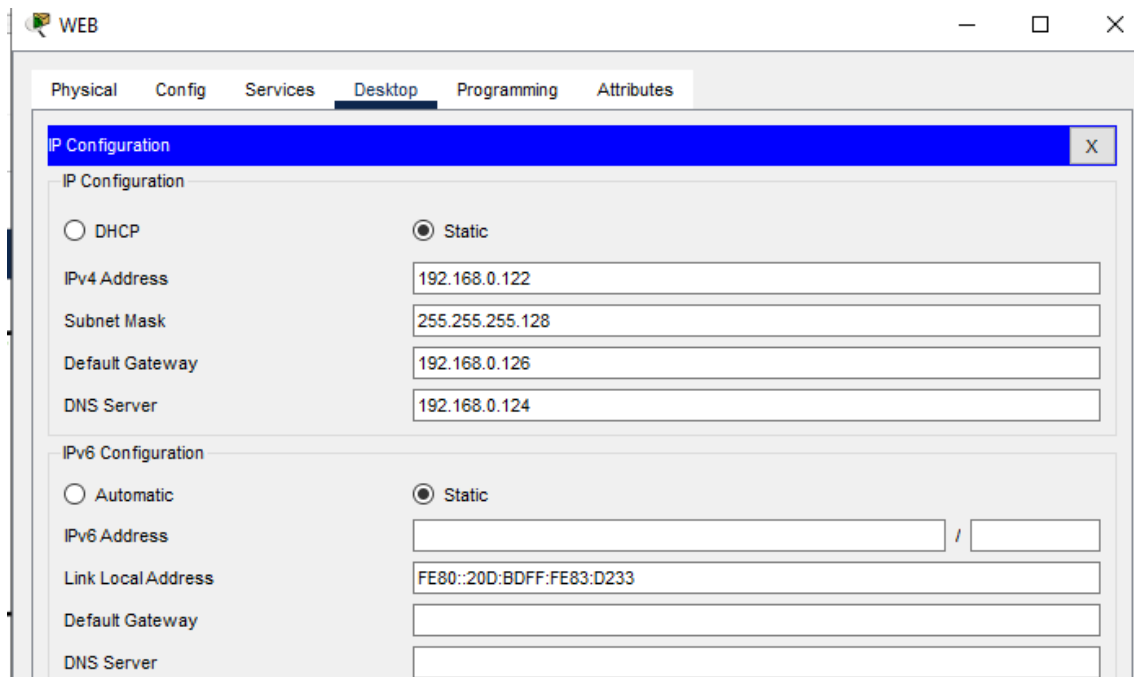 WEB
Physical Config Services Desktop Programming Attributes
IP Configuration X
IP Configuration
DHCP Static
IPv4 Address 192.168.0.122
Subnet Mask 255.255.255.128
Default Gateway 192.168.0.126
DNS Server 192.168.0.124
IPv6 Configuration
Automatic Static
IPv6 Address /
Link Local Address FE80::20D:BDFF:FE83:D233
Default Gateway
DNS Server